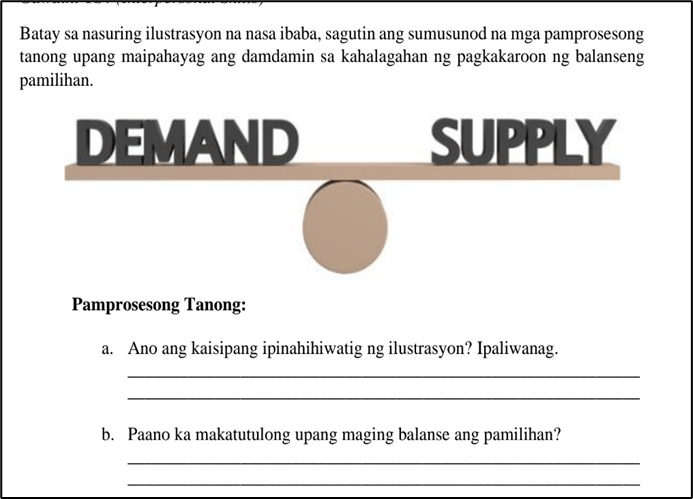 Batay sa nasuring ilustrasyon na nasa ibaba, sagutin ang sumusunod na mga pamprosesong
tanong upang maipahayag ang damdamin sa kahalagahan ng pagkakaroon ng balanseng
pamilihan.
DEMAND SUPPLY
Pamprosesong Tanong:
a. Ano ang kaisipang ipinahihiwatig ng ilustrasyon? Ipaliwanag.
b. Paano ka makatutulong upang maging balanse ang pamilihan?